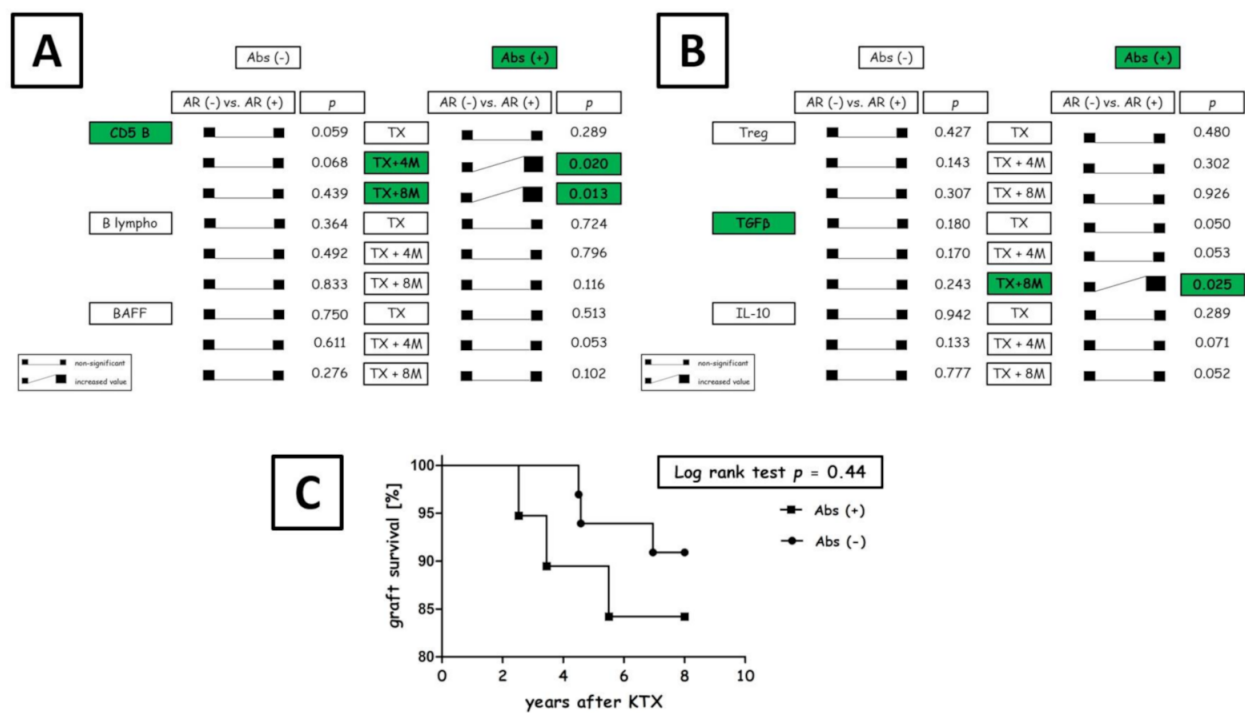 A
Abs (-)
Abs (+)
AR (-) vs. AR (+) p AR (-) vs. AR (+) p
CD5 B 0.059 TX 0.289
0.068 TX+4M 0.020
0.439 TX+8M 0.013
B lympho 0.364 TX 0.724
0.492 TX + 4M 0.796
0.833 TX + 8M 0.116
BAFF 0.750 TX 0.513
0.611 TX + 4M 0.053
0.276 TX + 8M 0.102
non-significant
increased value
B
Abs (-)
Abs (+)
AR (-) vs. AR (+) p AR (-) vs. AR (+) p
Treg 0.427 TX 0.480
0.143 TX + 4M 0.302
0.307 TX + 8M 0.926
TGFβ 0.180 TX 0.050
0.170 TX + 4M 0.053
0.243 TX+8M 0.025
IL-10 0.942 TX 0.289
0.133 TX + 4M 0.071
0.777 TX + 8M 0.052
non-significant
increased value
C
Log rank test p = 0.44
Abs (+)
Abs (-)
graft survival [%]
100
95
90
85
80
0 2 4 6 8 10
years after KTX